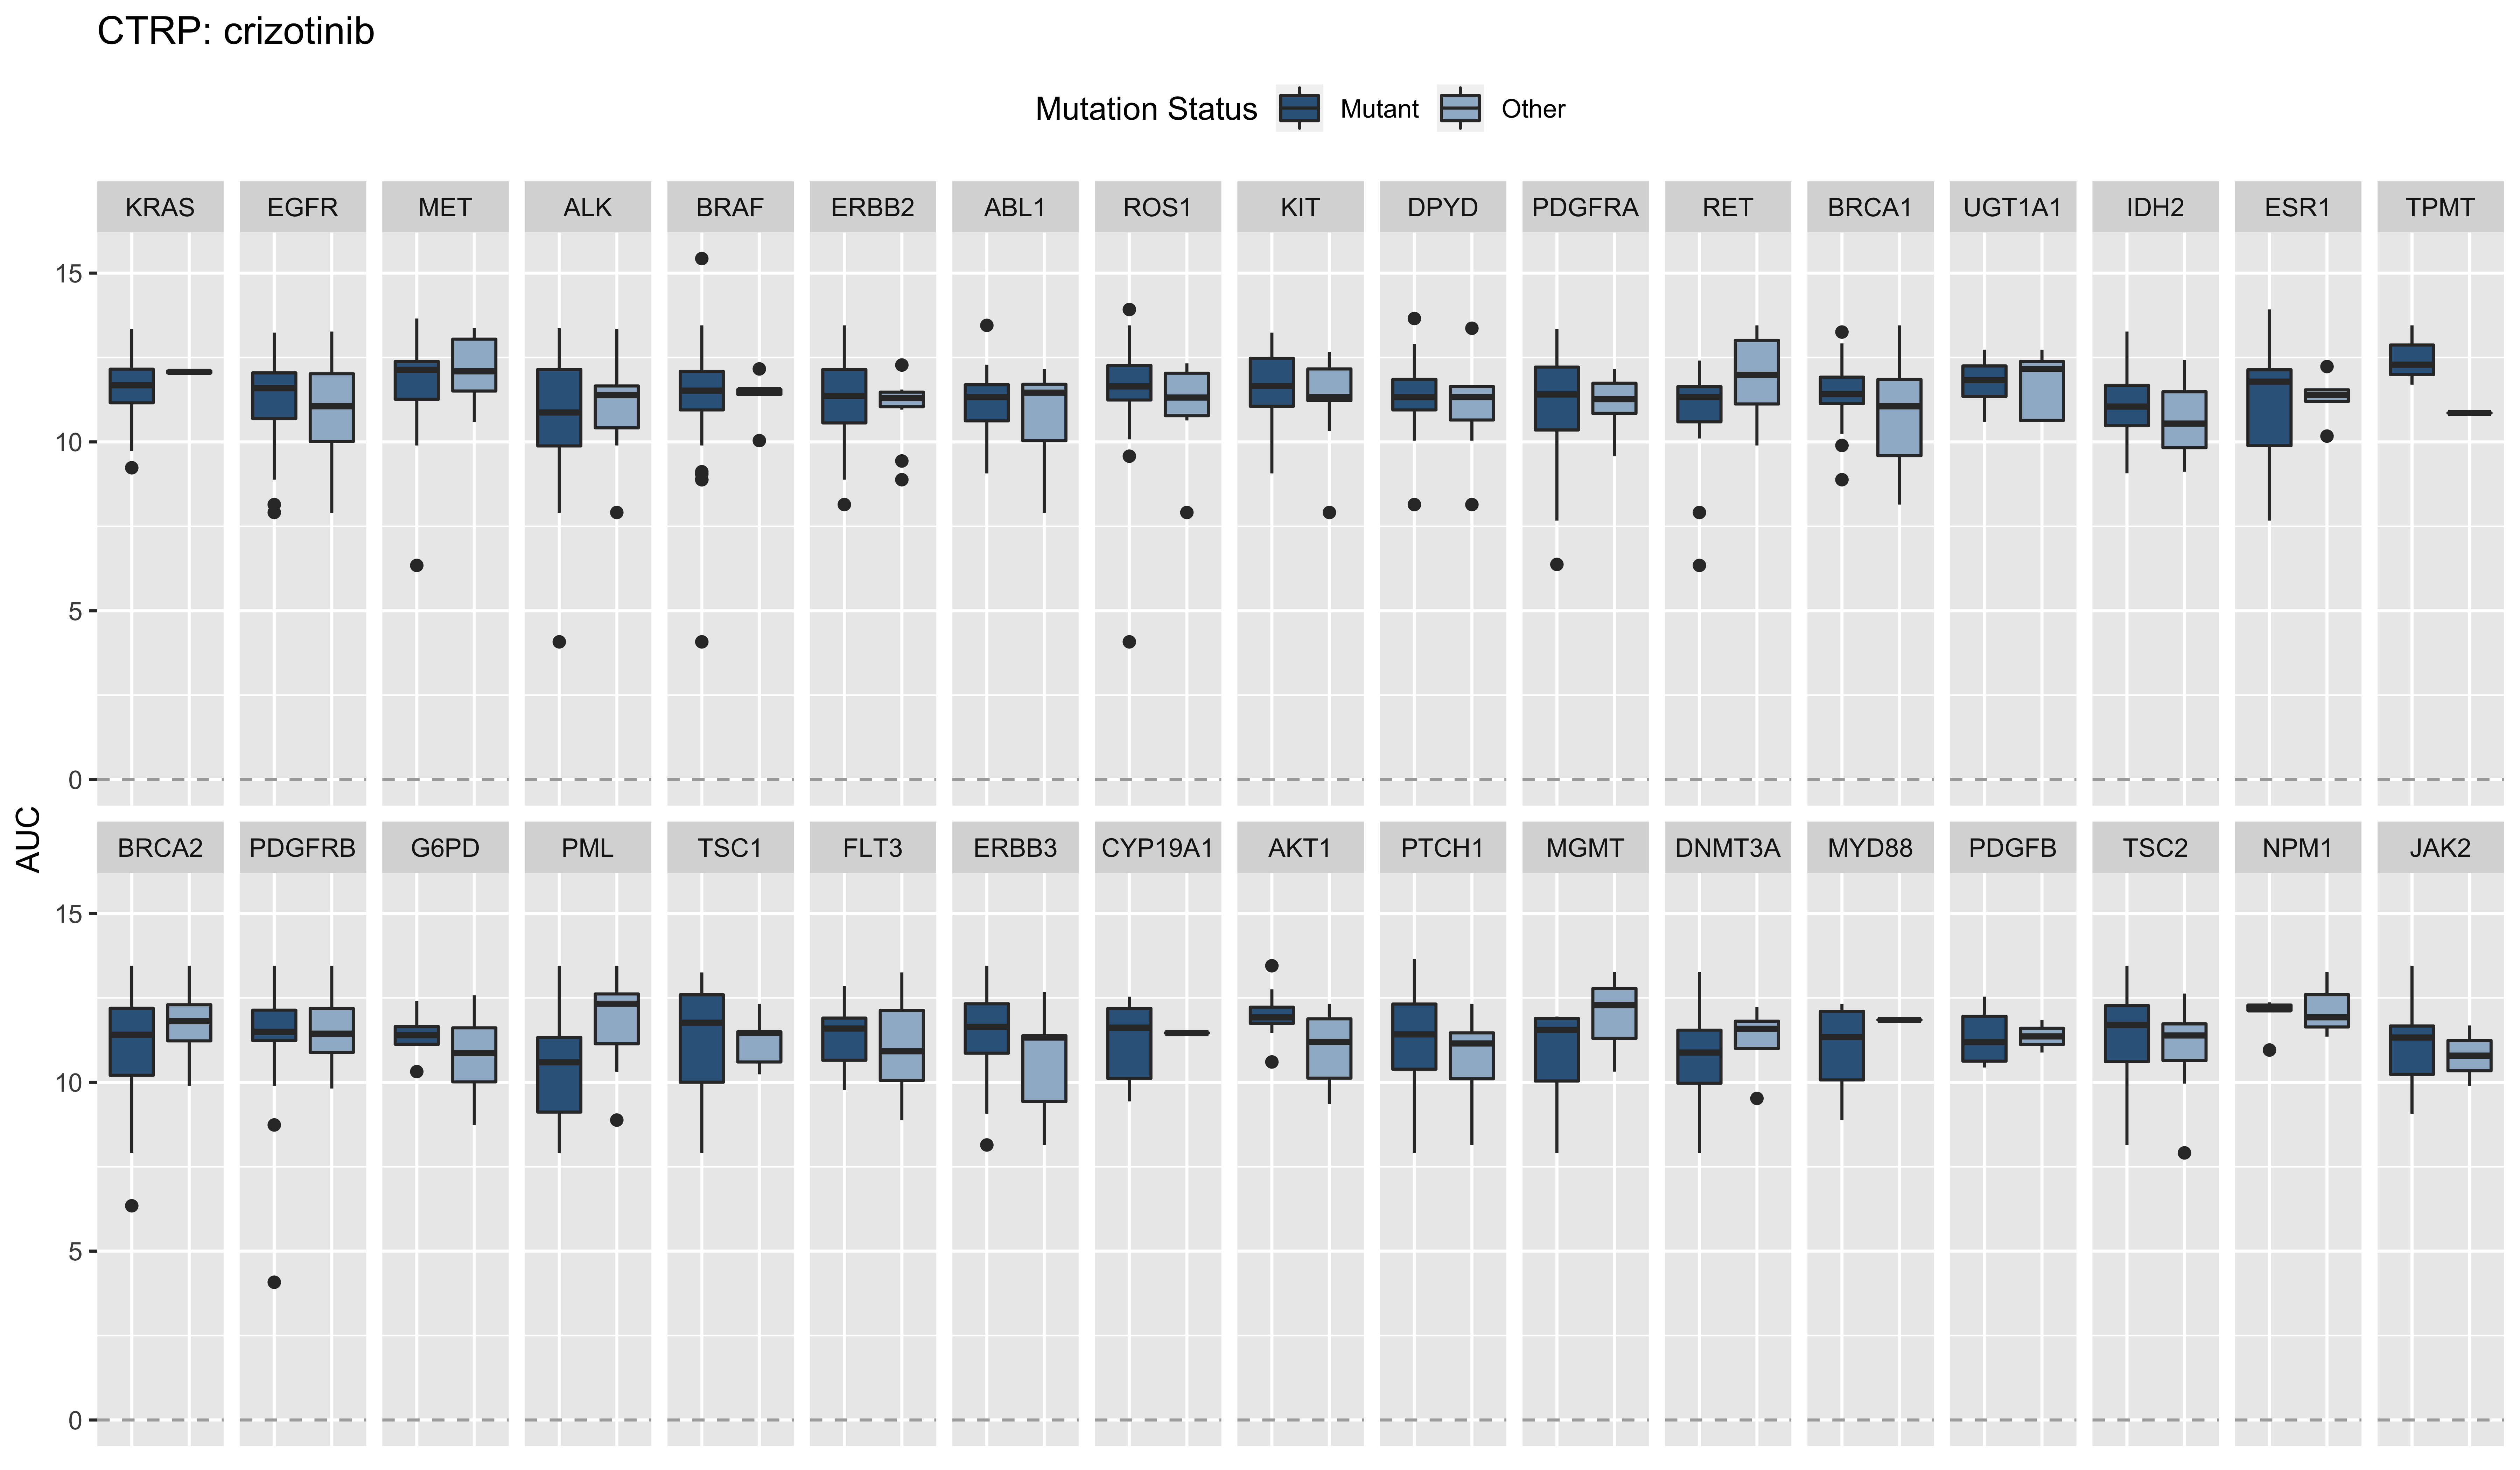 CTRP: crizotinib
Mutation Status Mutant Other
KRAS EGFR MET ALK BRAF ERBB2 ABL1 ROS1 KIT DPYD PDGFRA RET BRCA1 UGT1A1 IDH2 ESR1 TPMT
15
10
5
0
AUC
BRCA2 PDGFRB G6PD PML TSC1 FLT3 ERBB3 CYP19A1 AKT1 PTCH1 MGMT DNMT3A MYD88 PDGFB TSC2 NPM1 JAK2
15
10
5
0